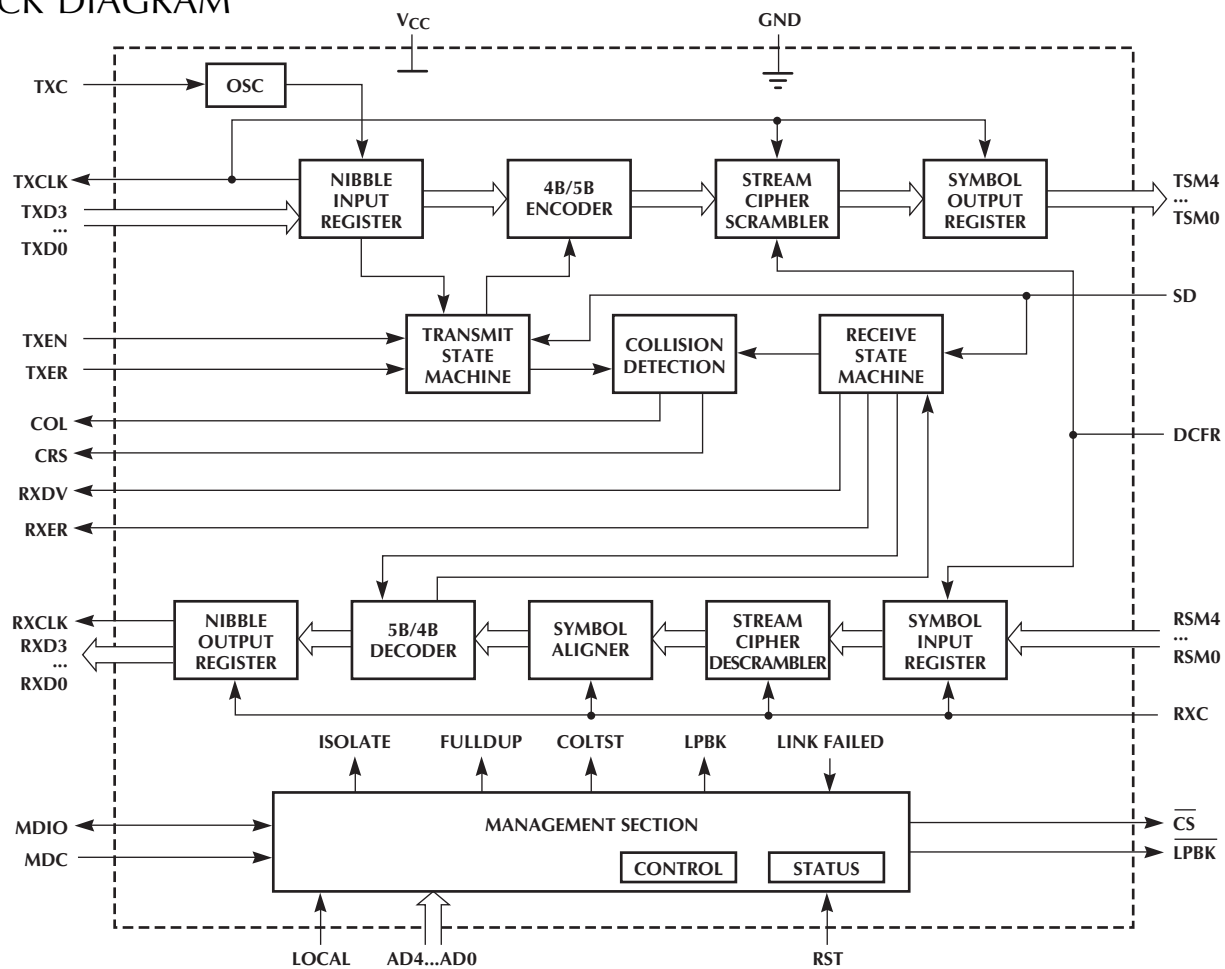 CK DIAGRAM
VCC
GND
TXC
OSC
TXCLK
TXD3
...
TXD0
NIBBLE
INPUT
REGISTER
4B/5B
ENCODER
STREAM
CIPHER
SCRAMBLER
SYMBOL
OUTPUT
REGISTER
TSM4
...
TSM0
SD
TXEN
TXER
TRANSMIT
STATE
MACHINE
COLLISION
DETECTION
RECEIVE
STATE
MACHINE
COL
CRS
DCFR
RXDV
RXER
RXCLK
RXD3
...
RXD0
NIBBLE
OUTPUT
REGISTER
5B/4B
DECODER
SYMBOL
ALIGNER
STREAM
CIPHER
DESCRAMBLER
SYMBOL
INPUT
REGISTER
RSM4
...
RSM0
RXC
ISOLATE
FULLDUP
COLTST
LPBK
LINK FAILED
MDIO
MDC
MANAGEMENT SECTION
CONTROL
STATUS
CS
LPBK
LOCAL
AD4...AD0
RST